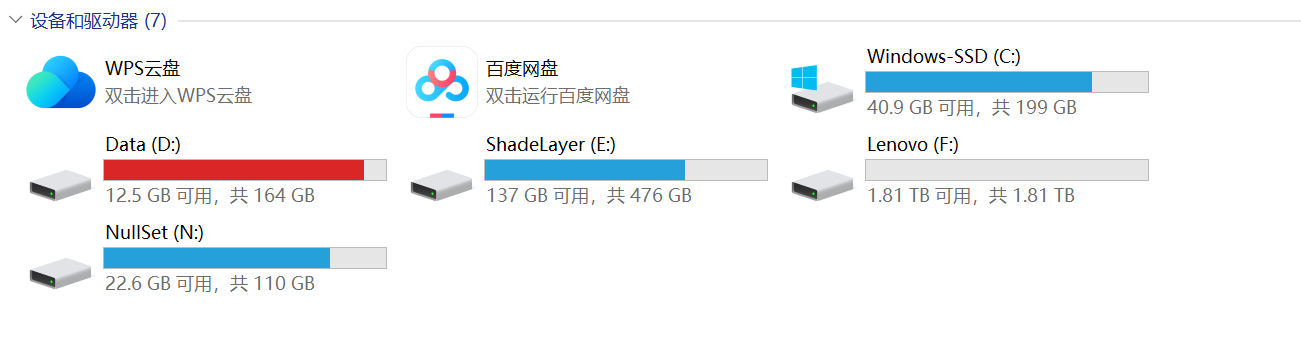 设备和驱动器 (7)
WPS云盘
双击进入WPS云盘
百度网盘
双击运行百度网盘
Windows-SSD (C:)
40.9 GB 可用，共 199 GB
Data (D:)
12.5 GB 可用，共 164 GB
ShadeLayer (E:)
137 GB 可用，共 476 GB
Lenovo (F:)
1.81 TB 可用，共 1.81 TB
NullSet (N:)
22.6 GB 可用，共 110 GB